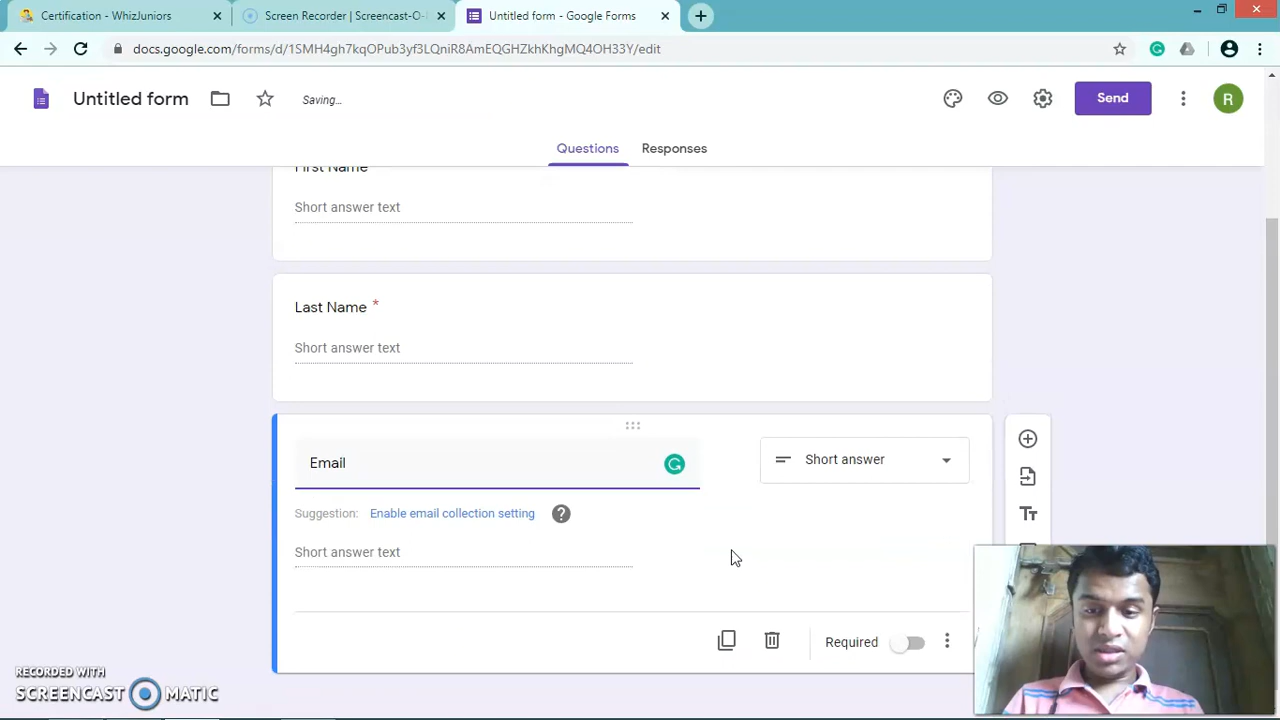 Certification - WhizJuniors
Screen Recorder | Screencast-O-
Untitled form - Google Forms
docs.google.com/forms/d/1SMH4gh7kqOPub3yf3LQniR8AmEQGHZkhKhgMQ4OH33Y/edit
Untitled form
Saving...
Send
R
Questions
Responses
First Name
Short answer text
Last Name *
Short answer text
Email
Short answer
Suggestion: Enable email collection setting
Short answer text
Required
RECORDED WITH
SCREENCAST MATIC